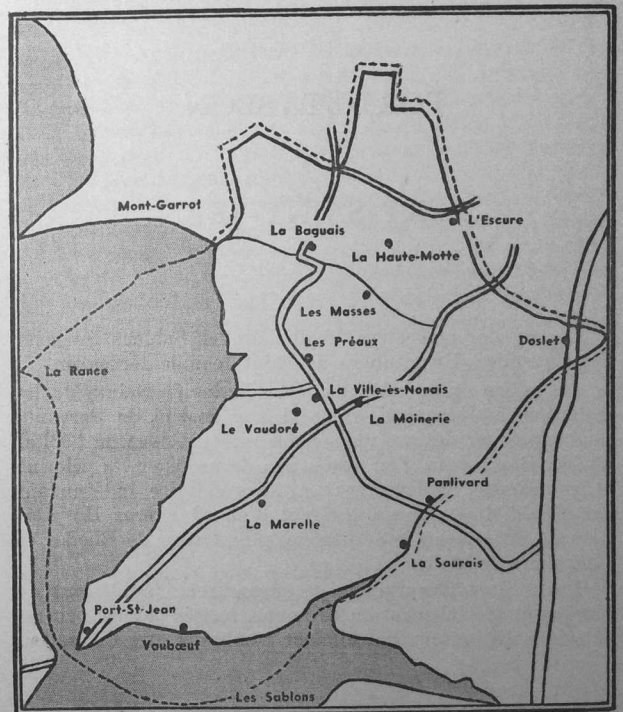 Mont-Garrot
L'Escure
La Baguais
La Haute-Motte
Les Masses
Doslet
Les Préaux
La Rance
La Ville-ès-Nonais
La Moinerie
Le Vaudoré
Panlivard
La Marelle
La Saurais
Port-St-Jean
Vaubœuf
Les Sablons